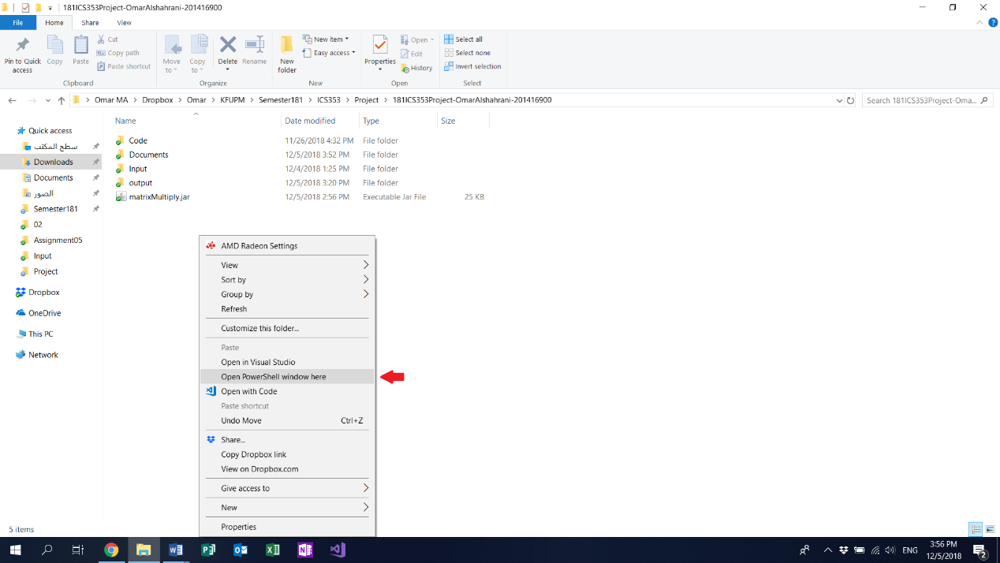 181ICS353Project-OmarAlshahrani-201416900
File Home Share View
Pin to Quick access
Copy
Paste
Cut
Copy path
Paste shortcut
Clipboard
Move to
Copy to
Delete
Rename
Organize
New folder
New item
Easy access
New
Properties
Open
Edit
History
Open
Select all
Select none
Invert selection
Select
Omar MA > Dropbox > Omar > KFUPM > Semester181 > ICS353 > Project > 181ICS353Project-OmarAlshahrani-201416900
Search 181ICS353Project-Oma...
Quick access
سطح المكتب
Downloads
Documents
الصور
Semester181
02
Assignment05
Input
Project
Dropbox
OneDrive
This PC
Network
Name Date modified Type Size
Code 11/26/2018 4:32 PM File folder
Documents 12/5/2018 3:52 PM File folder
Input 12/4/2018 1:25 PM File folder
output 12/5/2018 3:20 PM File folder
matrixMultiply.jar 12/5/2018 2:56 PM Executable Jar File 25 KB
AMD Radeon Settings
View
Sort by
Group by
Refresh
Customize this folder...
Paste
Open in Visual Studio
Open PowerShell window here
Open with Code
Paste shortcut
Undo Move Ctrl+Z
Share...
Copy Dropbox link
View on Dropbox.com
Give access to
New
Properties
5 items
ENG
3:56 PM
12/5/2018
2